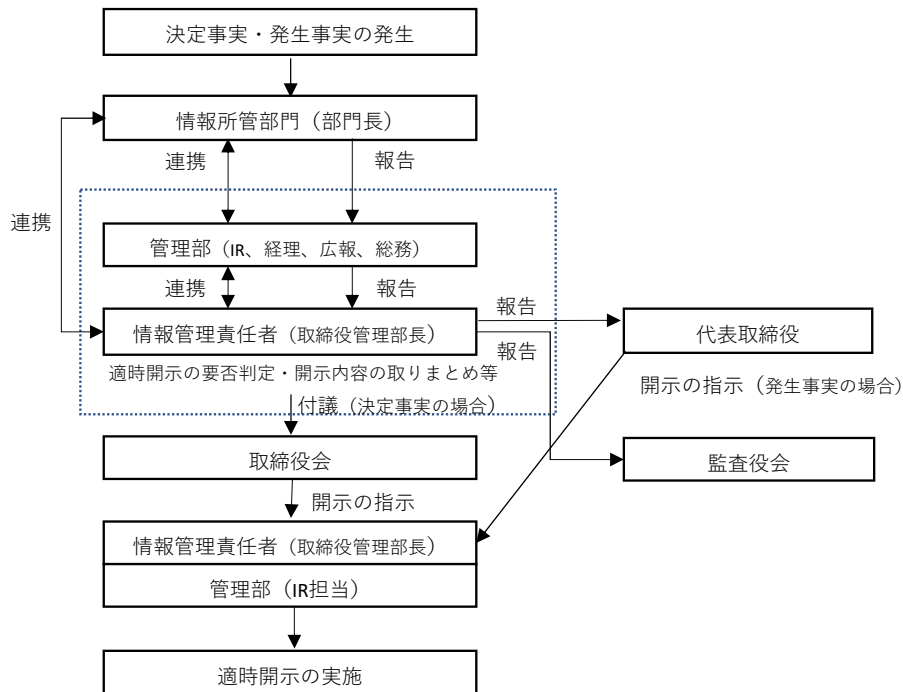 決定事実・発生事実の発生
情報所管部門（部門長）
連携
報告
連携
管理部（IR、経理、広報、総務）
連携
報告
報告
情報管理責任者（取締役管理部長）
代表取締役
報告
適時開示の要否判定・開示内容の取りまとめ等
開示の指示（発生事実の場合）
付議（決定事実の場合）
取締役会
監査役会
開示の指示
情報管理責任者（取締役管理部長）
管理部（IR担当）
適時開示の実施